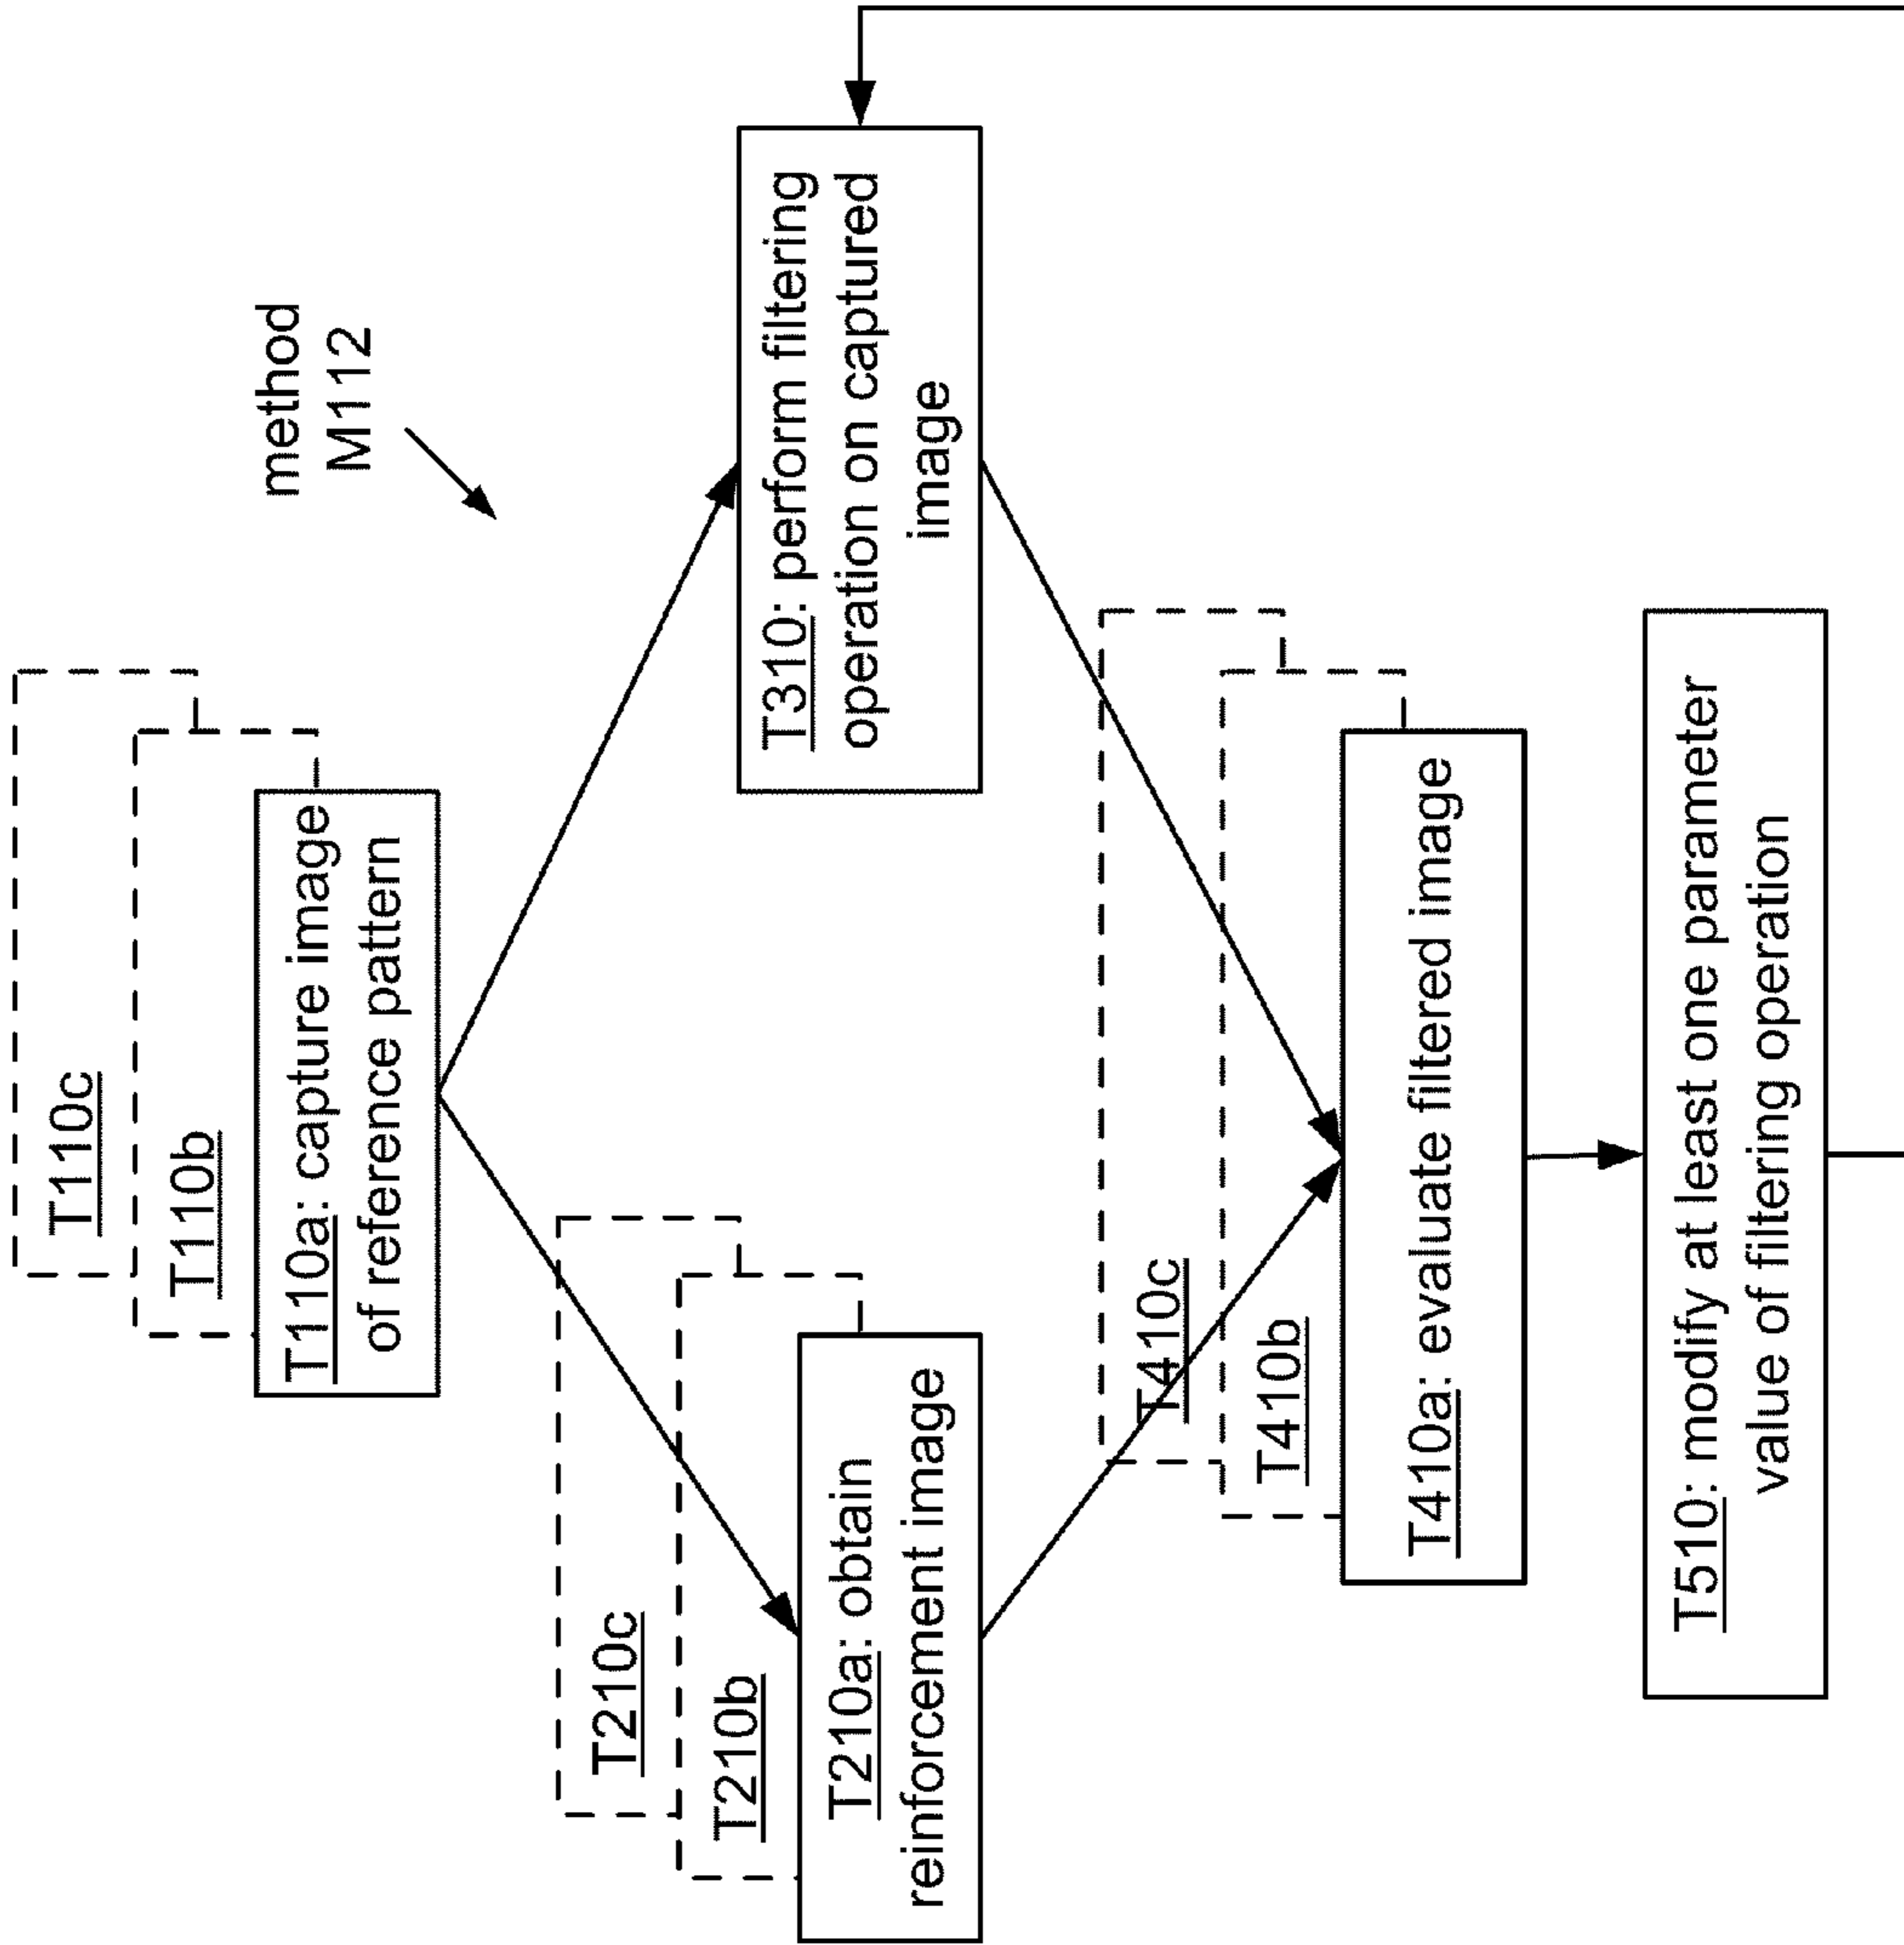 method
M112
T110c
T110b
T110a: capture image
of reference pattern
T210c
T210b
T210a: obtain
reinforcement image
T310: perform filtering
operation on captured
image
T410c
T410b
T410a: evaluate filtered image
T510: modify at least one parameter
value of filtering operation